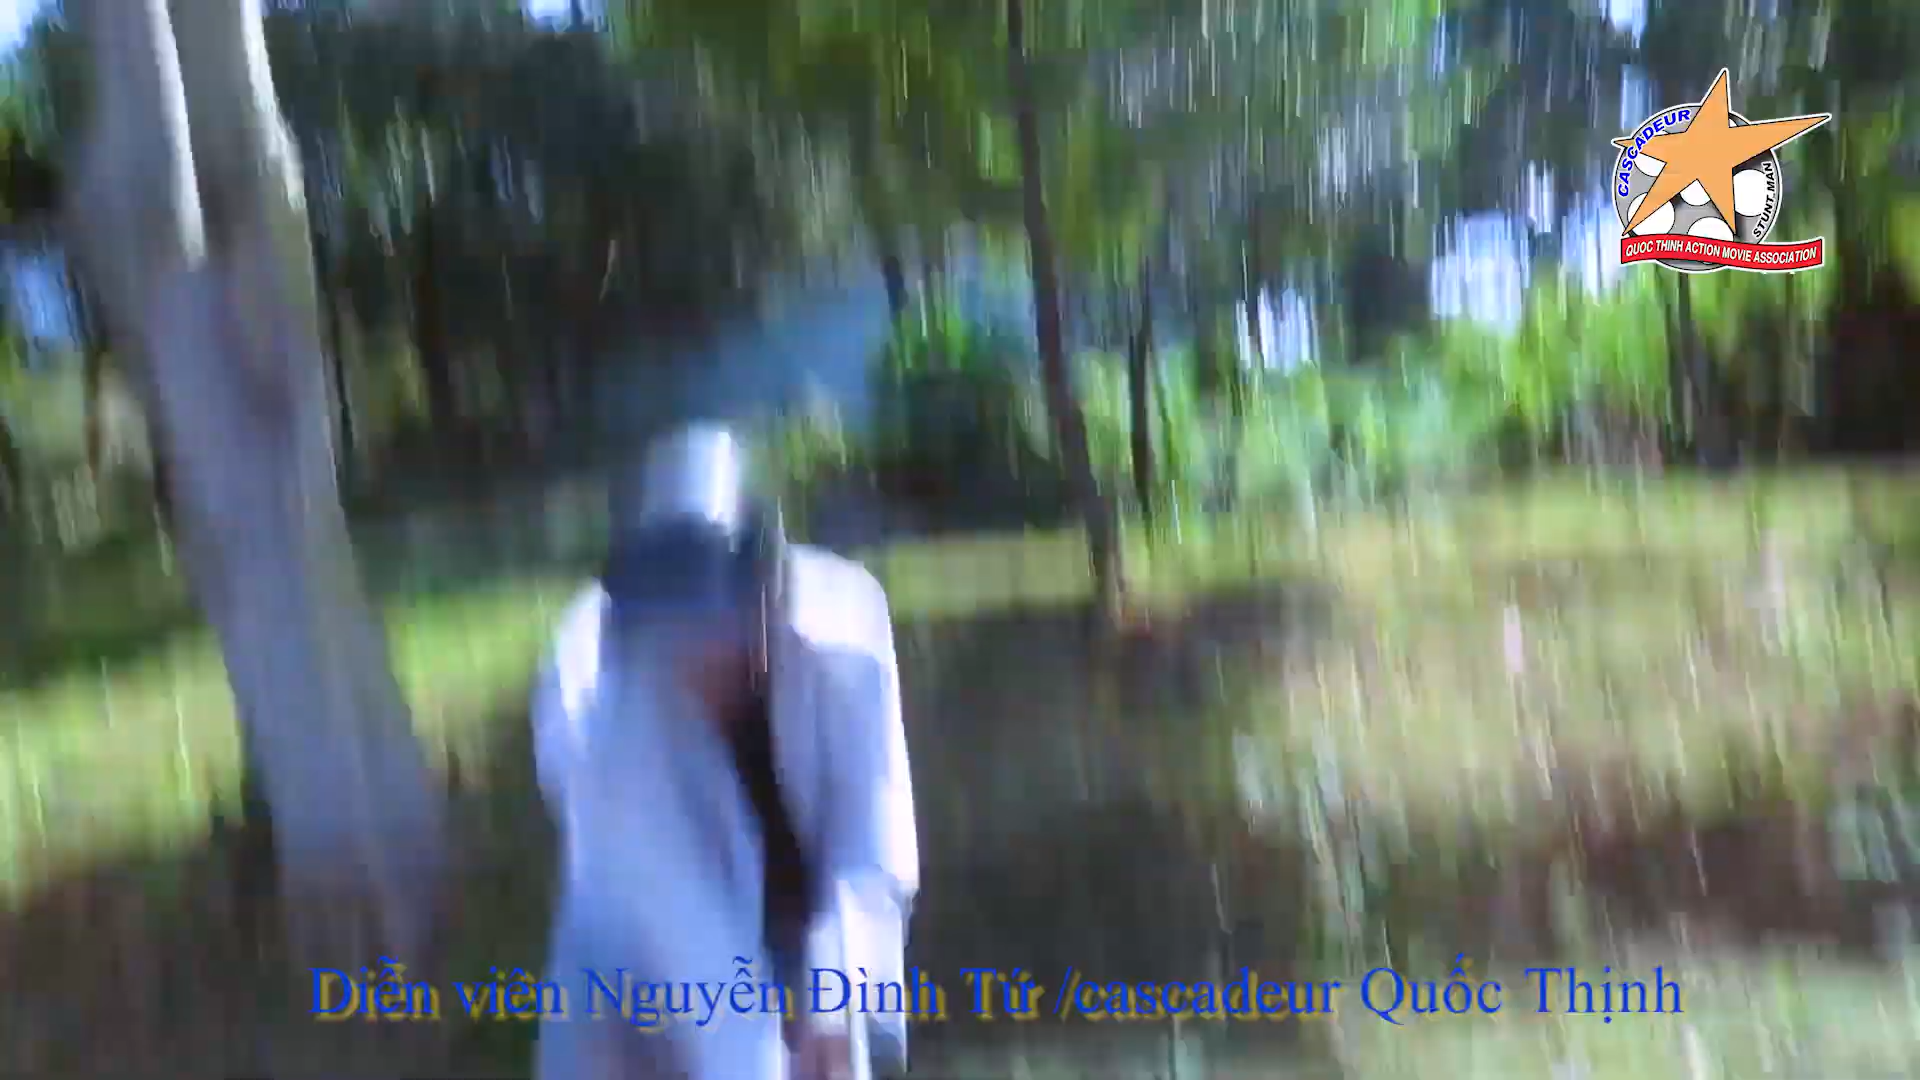 CASCADEUR
STUNT.MAN
QUOC THINH ACTION MOVIE ASSOCIATION
Diễn viên Nguyễn Đình Tứ /cascadeur Quốc Thịnh